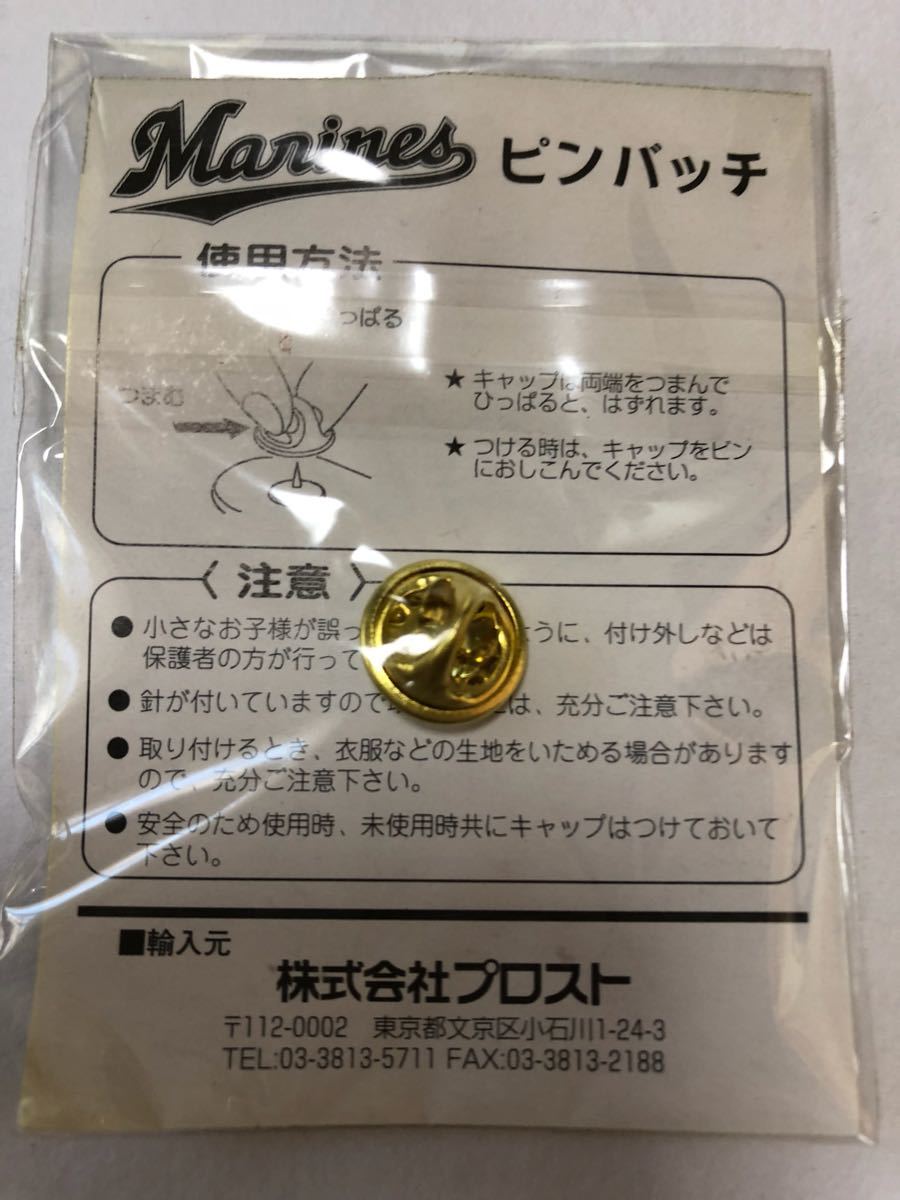 Marines ピンバッチ
使用方法
っぱる
つまむ
★ キャップは両端をつまんで
ひっぱると、はずれます。
★ つける時は、キャップをピン
におしこんでください。
〈 注意 〉
● 小さなお子様が誤っ ように、付け外しなどは
保護者の方が行って
● 針が付いていますので は、充分ご注意下さい。
● 取り付けるとき、衣服などの生地をいためる場合があります
ので、充分ご注意下さい。
● 安全のため使用時、未使用時共にキャップはつけておいて
下さい。
■輸入元
株式会社プロスト
〒112-0002 東京都文京区小石川1-24-3
TEL:03-3813-5711 FAX:03-3813-2188